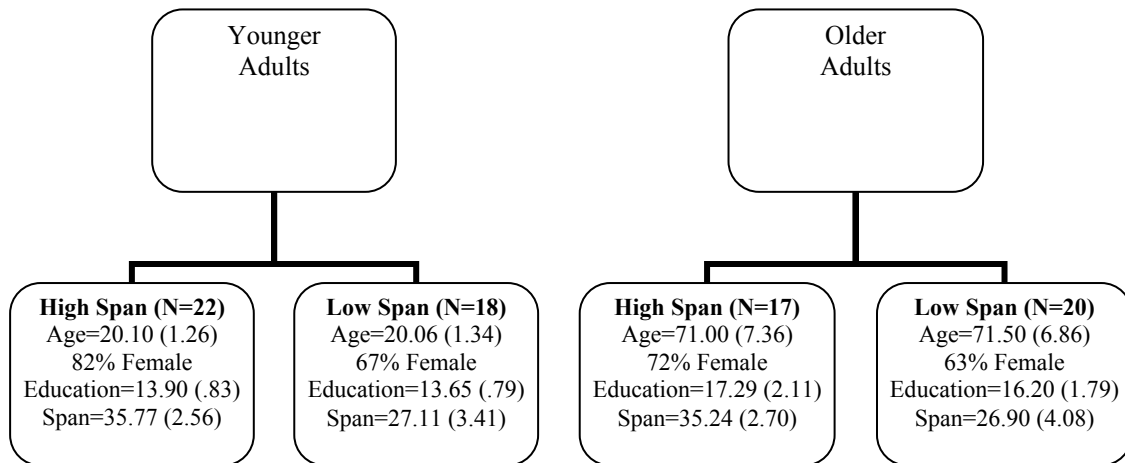 Younger
Adults
Older
Adults
High Span (N=22)
Age=20.10 (1.26)
82% Female
Education=13.90 (.83)
Span=35.77 (2.56)
Low Span (N=18)
Age=20.06 (1.34)
67% Female
Education=13.65 (.79)
Span=27.11 (3.41)
High Span (N=17)
Age=71.00 (7.36)
72% Female
Education=17.29 (2.11)
Span=35.24 (2.70)
Low Span (N=20)
Age=71.50 (6.86)
63% Female
Education=16.20 (1.79)
Span=26.90 (4.08)